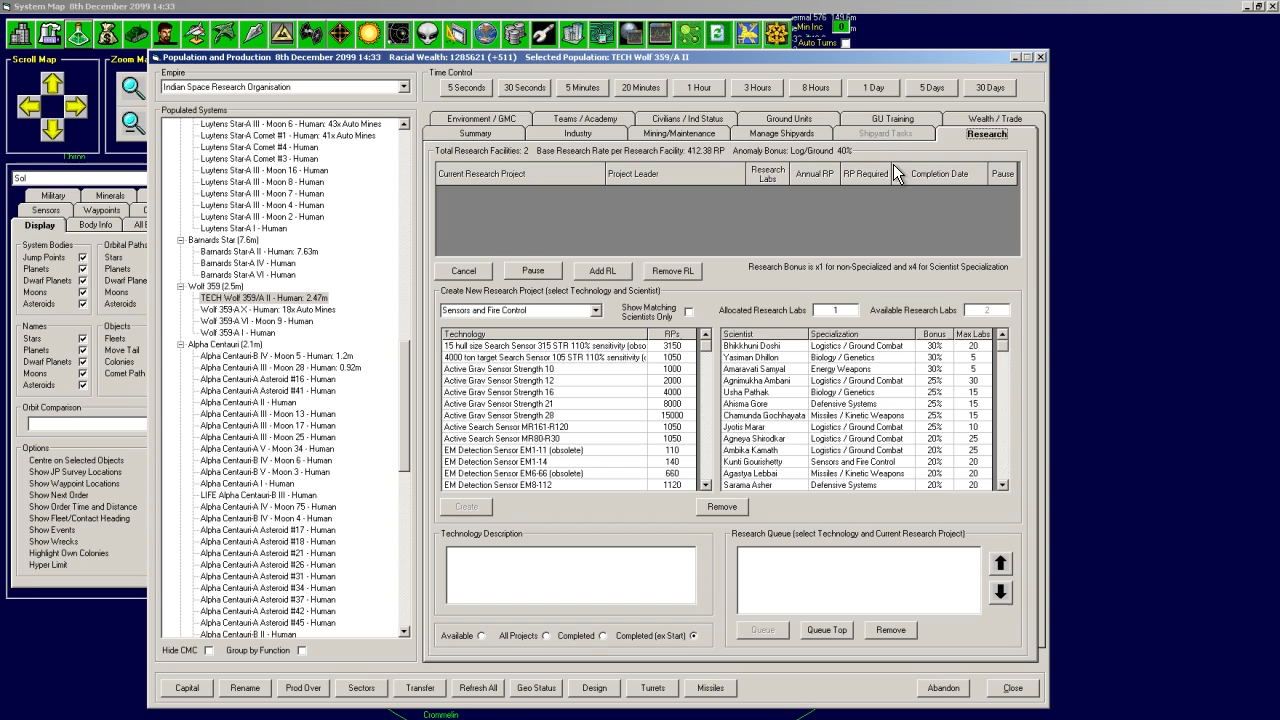 System Map   8th December 2099 14:33
ermal 576   149.6m
Min Inc   0
Auto Turns
Scroll Map
Zoom Ma
Chiron
Sol
Military   Minerals
Sensors   Waypoints   C
Display   Body Info   All B
System Bodies   Orbital Paths
Jump Points   Stars
Planets   Planets
Dwarf Planets   Dwarf Planets
Moons   Moons
Asteroids   Asteroids
Names   Objects
Stars   Fleets
Planets   Move Tail
Dwarf Planets   Colonies
Moons   Comet Path
Asteroids
Orbit Comparison
Options
Centre on Selected Objects
Show JP Survey Locations
Show Waypoint Locations
Show Next Order
Show Order Time and Distance
Show Fleet/Contact Heading
Show Events
Show Wrecks
Highlight Own Colonies
Hyper Limit
Population and Production   8th December 2099 14:33   Racial Wealth: 1285621 (+511)   Selected Population: TECH Wolf 359/A II
Empire
Indian Space Research Organisation
Populated Systems
Luytens Star-A III - Moon 6 - Human: 43x Auto Mines
Luytens Star-A Comet #1 - Human: 41x Auto Mines
Luytens Star-A Comet #4 - Human
Luytens Star-A Comet #3 - Human
Luytens Star-A III - Moon 16 - Human
Luytens Star-A III - Moon 8 - Human
Luytens Star-A III - Moon 7 - Human
Luytens Star-A III - Moon 4 - Human
Luytens Star-A III - Moon 2 - Human
Luytens Star-A I - Human
Barnards Star (7.6m)
Barnards Star-A II - Human: 7.63m
Barnards Star-A IV - Human
Barnards Star-A VI - Human
Wolf 359 (2.5m)
TECH Wolf 359/A II - Human: 2.47m
Wolf 359-A X - Human: 18x Auto Mines
Wolf 359-A VI - Moon 9 - Human
Wolf 359-A I - Human
Alpha Centauri (2.1m)
Alpha Centauri-B IV - Moon 5 - Human: 1.2m
Alpha Centauri-A III - Moon 28 - Human: 0.92m
Alpha Centauri-A Asteroid #16 - Human
Alpha Centauri-A Asteroid #41 - Human
Alpha Centauri-A II - Human
Alpha Centauri-A III - Moon 13 - Human
Alpha Centauri-A III - Moon 17 - Human
Alpha Centauri-A III - Moon 25 - Human
Alpha Centauri-A V - Moon 34 - Human
Alpha Centauri-B IV - Moon 6 - Human
Alpha Centauri-B V - Moon 3 - Human
Alpha Centauri-B I - Human
LIFE Alpha Centauri-B III - Human
Alpha Centauri-A IV - Moon 75 - Human
Alpha Centauri-B IV - Moon 4 - Human
Alpha Centauri-A Asteroid #17 - Human
Alpha Centauri-A Asteroid #18 - Human
Alpha Centauri-A Asteroid #21 - Human
Alpha Centauri-A Asteroid #26 - Human
Alpha Centauri-A Asteroid #31 - Human
Alpha Centauri-A Asteroid #34 - Human
Alpha Centauri-A Asteroid #37 - Human
Alpha Centauri-A Asteroid #42 - Human
Alpha Centauri-A Asteroid #45 - Human
Alpha Centauri-B II - Human
Hide CMC   Group by Function
Time Control
5 Seconds   30 Seconds   5 Minutes   20 Minutes   1 Hour   3 Hours   8 Hours   1 Day   5 Days   30 Days
Environment / GMC   Teams / Academy   Civilians / Ind Status   Ground Units   GU Training   Wealth / Trade
Summary   Industry   Mining/Maintenance   Manage Shipyards   Shipyard Tasks   Research
Total Research Facilities: 2   Base Research Rate per Research Facility: 412.38 RP   Anomaly Bonus: Log/Ground  40%
Current Research Project   Project Leader   Research Labs   Annual RP   RP Required   Completion Date   Pause
Cancel   Pause   Add RL   Remove RL   Research Bonus is x1 for non-Specialized and x4 for Scientist Specialization
Create New Research Project (select Technology and Scientist)
Sensors and Fire Control   Show Matching Scientists Only   Allocated Research Labs   1   Available Research Labs   2
Technology   RPs
15 hull size Search Sensor 315 STR 110% sensitivity (obso   3150
4000 ton target Search Sensor 105 STR 110% sensitivity (o   1050
Active Grav Sensor Strength 10   1000
Active Grav Sensor Strength 12   2000
Active Grav Sensor Strength 16   4000
Active Grav Sensor Strength 21   8000
Active Grav Sensor Strength 28   15000
Active Search Sensor MR161-R120   1050
Active Search Sensor MR80-R30   1050
EM Detection Sensor EM1-11 (obsolete)   110
EM Detection Sensor EM1-14   140
EM Detection Sensor EM6-66 (obsolete)   660
EM Detection Sensor EM8-112   1120
Scientist   Specialization   Bonus   Max Labs
Bhikkhuni Doshi   Logistics / Ground Combat   30%   20
Yasiman Dhillon   Biology / Genetics   30%   5
Amaravati Samyal   Energy Weapons   30%   5
Agnimukha Ambani   Logistics / Ground Combat   25%   30
Usha Pathak   Biology / Genetics   25%   15
Ahisma Gore   Defensive Systems   25%   15
Chamunda Gochhayata   Missiles / Kinetic Weapons   25%   15
Jyotis Marar   Logistics / Ground Combat   25%   10
Agneya Shirodkar   Logistics / Ground Combat   20%   25
Ambika Kamath   Logistics / Ground Combat   20%   25
Kunti Gourishetty   Sensors and Fire Control   20%   20
Agastya Lebbai   Missiles / Kinetic Weapons   20%   20
Sarama Asher   Defensive Systems   20%   20
Create   Remove
Technology Description
Research Queue (select Technology and Current Research Project)
Available   All Projects   Completed   Completed (ex Start)
Queue   Queue Top   Remove
Capital   Rename   Prod Over   Sectors   Transfer   Refresh All   Geo Status   Design   Turrets   Missiles   Abandon   Close
Crommelin